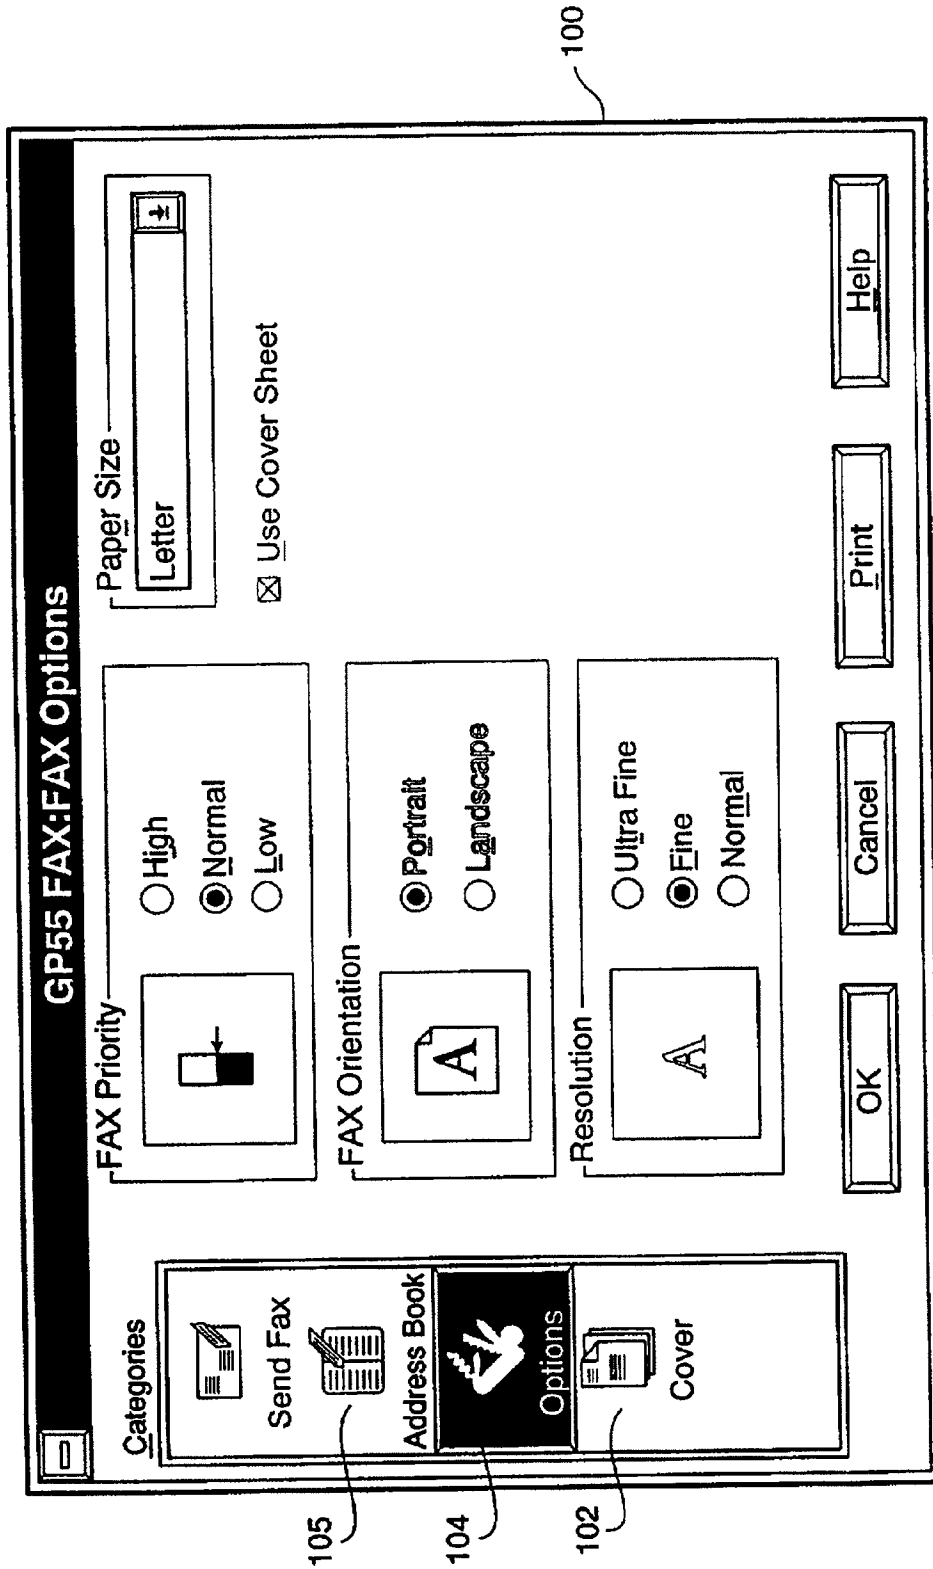 GP55 FAX:FAX Options
Categories
Send Fax
Address Book
Options
Cover
FAX Priority
High
Normal
Low
FAX Orientation
A
Portrait
Landscape
Resolution
A
Ultra Fine
Fine
Normal
Paper Size
Letter
Use Cover Sheet
OK
Cancel
Print
Help
105
104
102
100